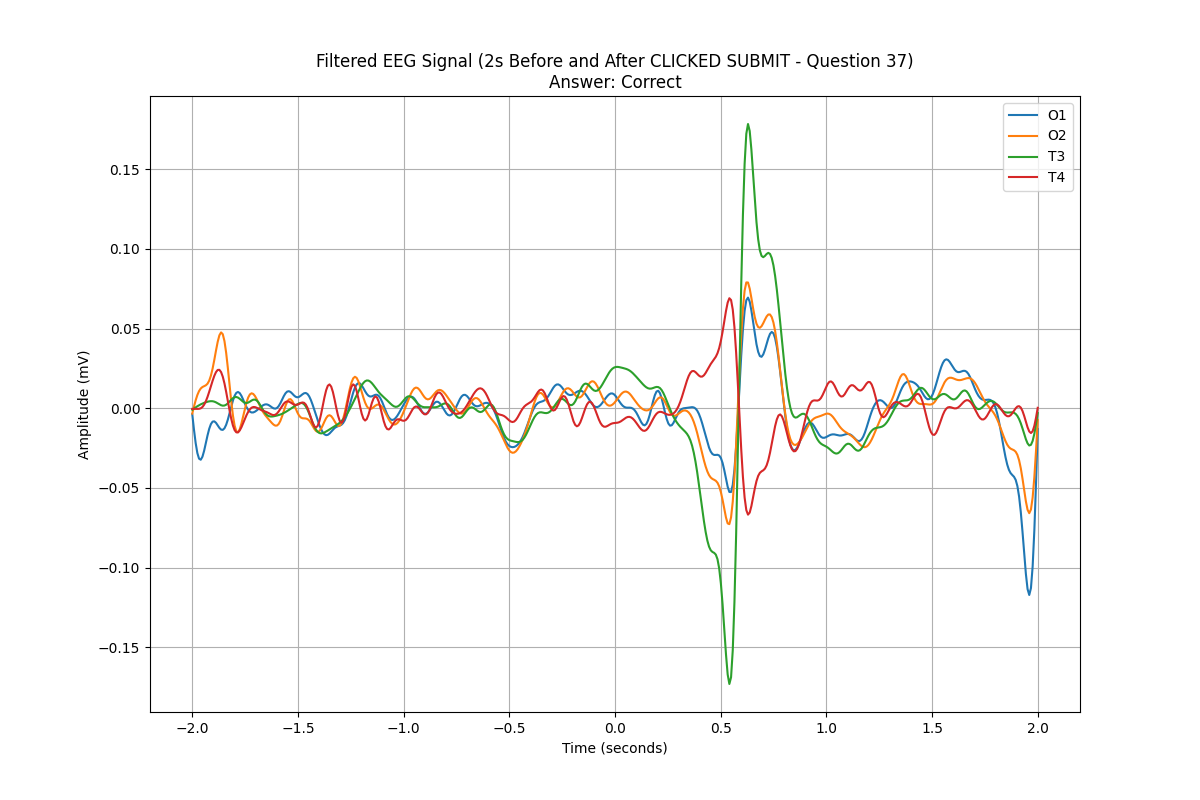 Filtered EEG Signal (2s Before and After CLICKED SUBMIT - Question 37)
Answer: Correct
O1
O2
T3
T4
Amplitude (mV)
0.15
0.10
0.05
0.00
−0.05
−0.10
−0.15
−2.0 −1.5 −1.0 −0.5 0.0 0.5 1.0 1.5 2.0
Time (seconds)